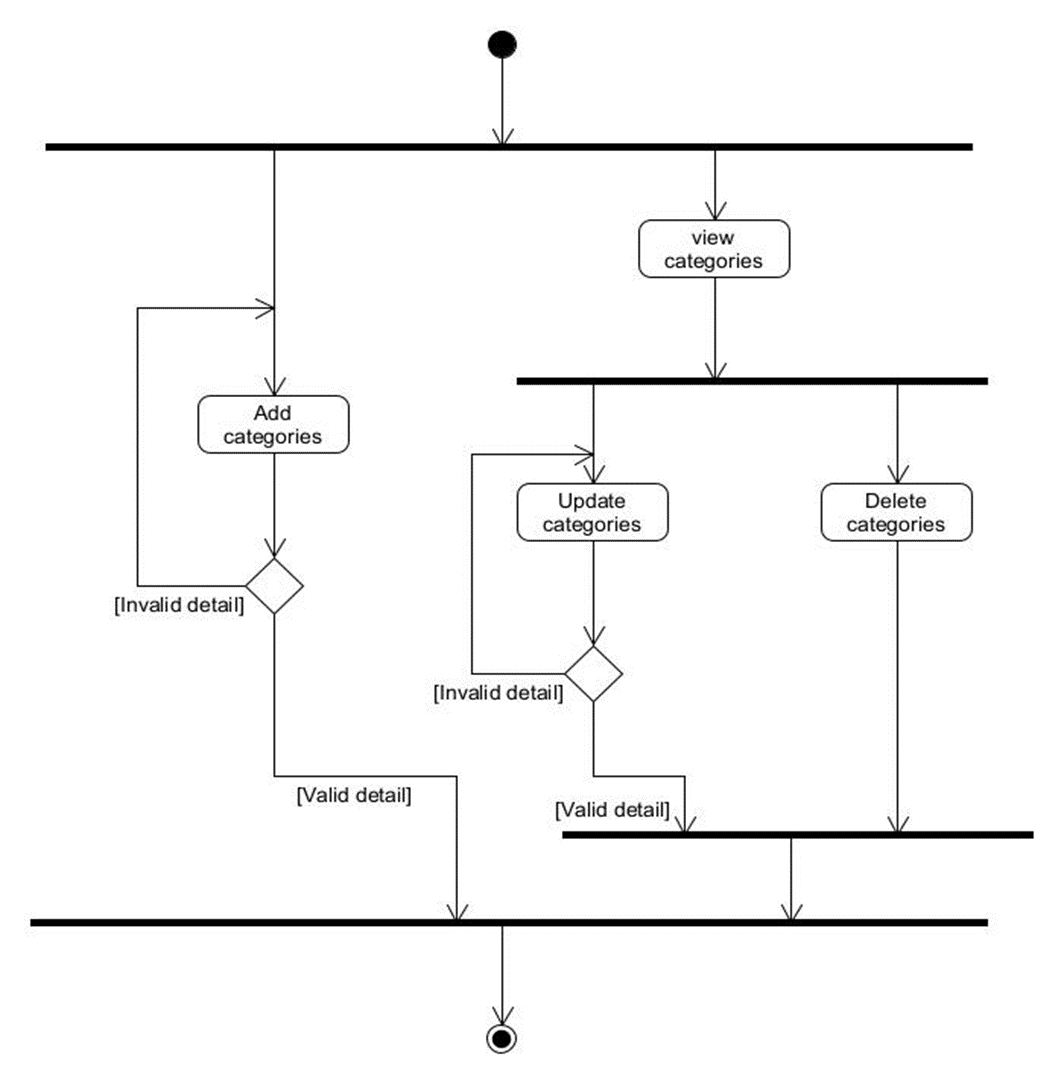 view
categories
Add
categories
Update
categories
Delete
categories
[Invalid detail]
[Invalid detail]
[Valid detail]
[Valid detail]